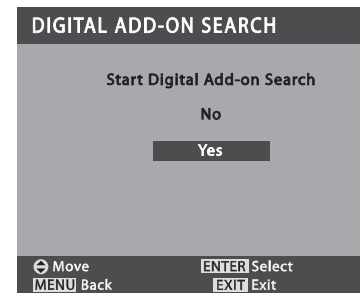 DIGITAL ADD-ON SEARCH
Start Digital Add-on Search
No
Yes
Move ENTER Select
MENU Back EXIT Exit